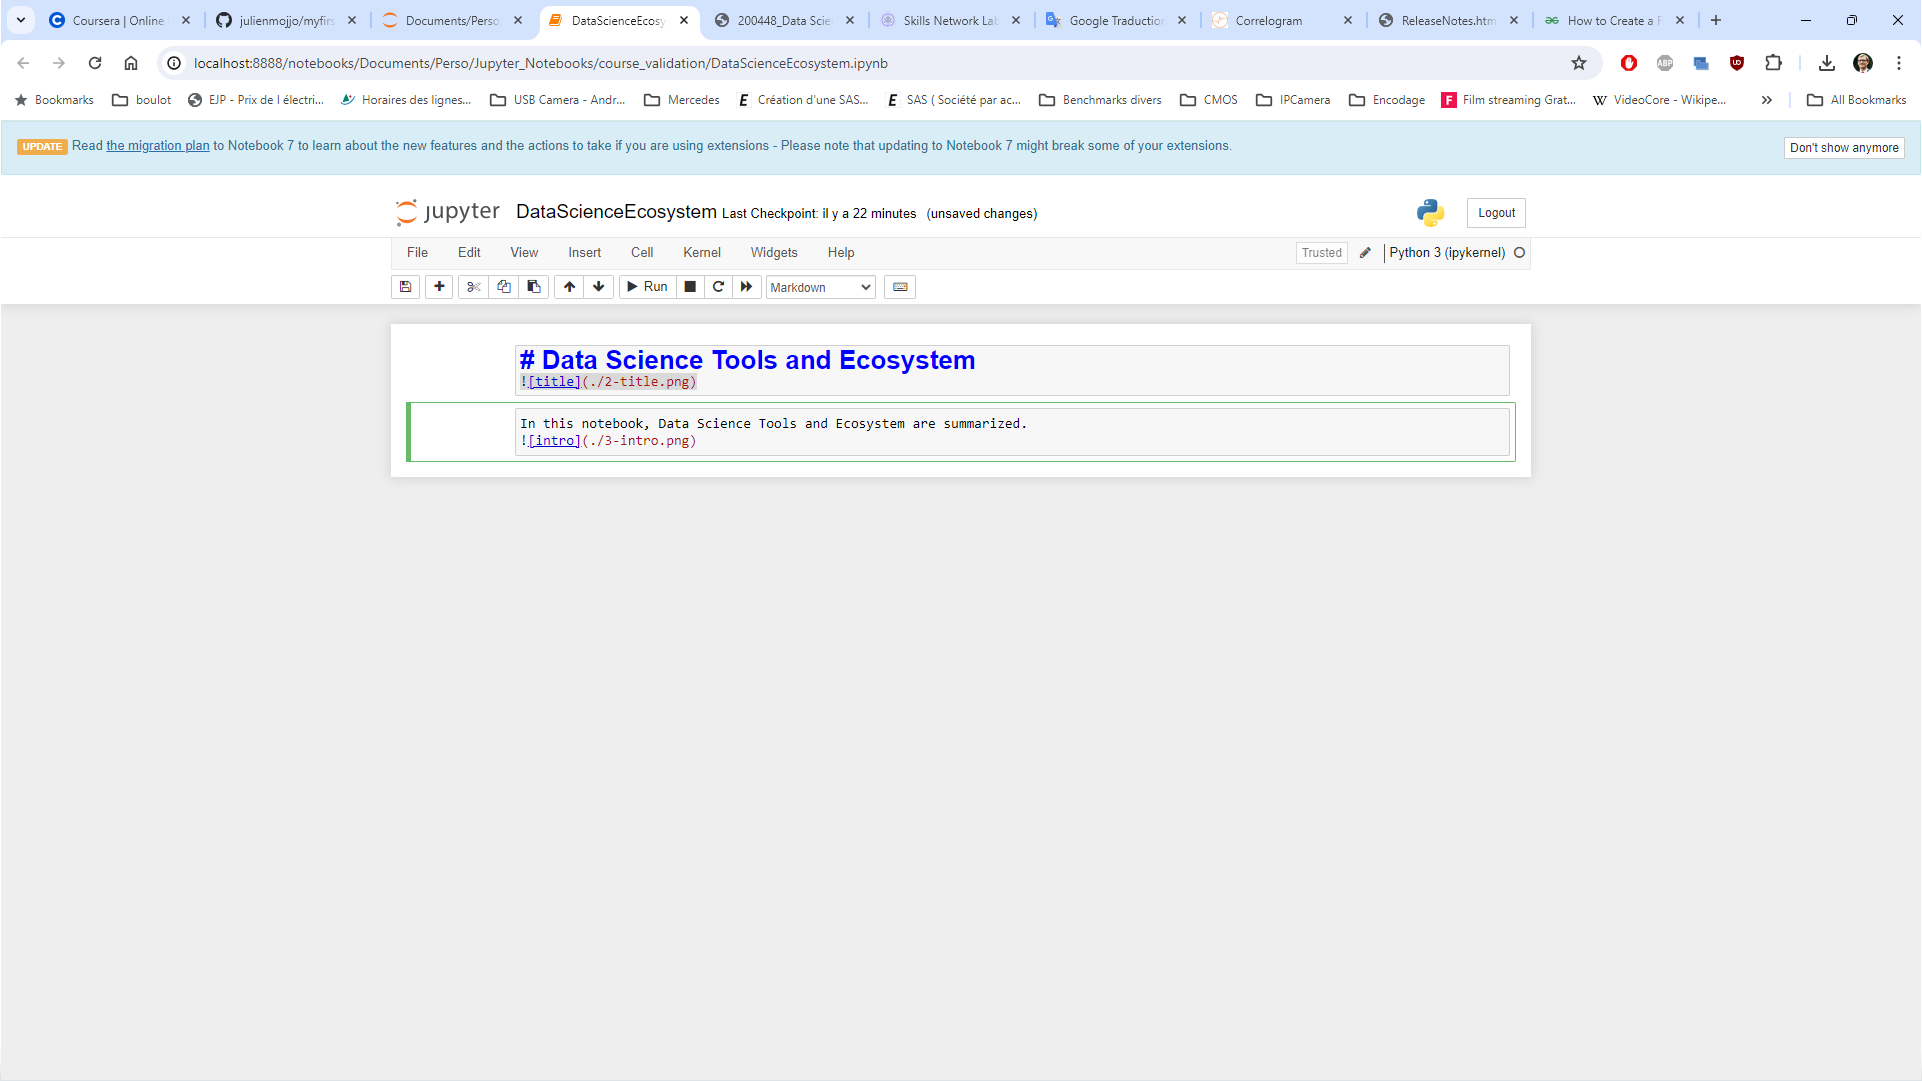 Coursera | Online
julienmojjo/myfirs
Documents/Perso
DataScienceEcosy
200448_Data Scie
Skills Network Lab
Google Traduction
Correlogram
ReleaseNotes.htm
How to Create a F
localhost:8888/notebooks/Documents/Perso/Jupyter_Notebooks/course_validation/DataScienceEcosystem.ipynb
ABP
Bookmarks
boulot
EJP - Prix de l électri...
Horaires des lignes...
USB Camera - Andr...
Mercedes
Création d'une SAS...
SAS ( Société par ac...
Benchmarks divers
CMOS
IPCamera
Encodage
Film streaming Grat...
VideoCore - Wikipe...
All Bookmarks
UPDATE Read the migration plan to Notebook 7 to learn about the new features and the actions to take if you are using extensions - Please note that updating to Notebook 7 might break some of your extensions.
Don't show anymore
jupyter DataScienceEcosystem Last Checkpoint: il y a 22 minutes (unsaved changes)
Logout
File Edit View Insert Cell Kernel Widgets Help
Trusted
Python 3 (ipykernel)
Run
Markdown
# Data Science Tools and Ecosystem
![title](./2-title.png)
In this notebook, Data Science Tools and Ecosystem are summarized.
![intro](./3-intro.png)